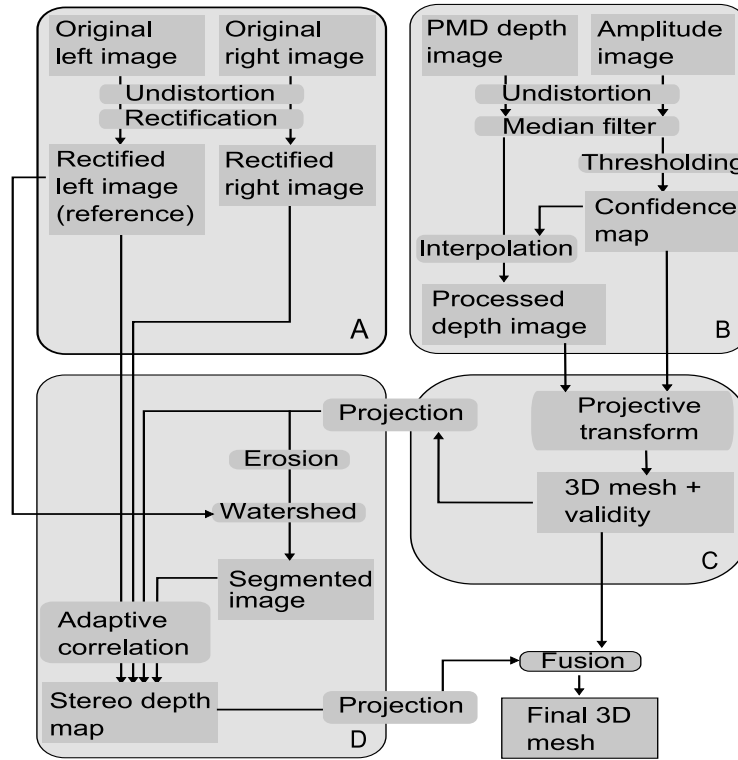 Original
left image
Original
right image
Undistortion
Rectification
Rectified
left image
(reference)
Rectified
right image
A
PMD depth
image
Amplitude
image
Undistortion
Median filter
Thresholding
Confidence
map
Interpolation
Processed
depth image
B
Projection
Projective
transform
3D mesh +
validity
C
Erosion
Watershed
Segmented
image
Adaptive
correlation
Stereo depth
map
D
Projection
Fusion
Final 3D
mesh